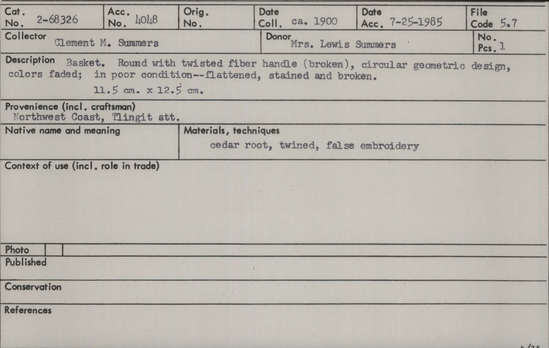 Cat. No. 2-68326 Acc. No. 4048 Orig. No. Date Coll. ca. 1900 Date Acc. 7-25-1985 File Code 5.7
Collector Clement M. Summers Donor Mrs. Lewis Summers No. Pcs. 1
Description Basket. Round with twisted fiber handle (broken), circular geometric design,
colors faded; in poor condition--flattened, stained and broken.
11.5 cm. x 12.5 cm.
Provenience (incl. craftsman)
Northwest Coast, Tlingit att.
Native name and meaning Materials, techniques
cedar root, twined, false embroidery
Context of use (incl. role in trade)
Photo
Published
Conservation
References